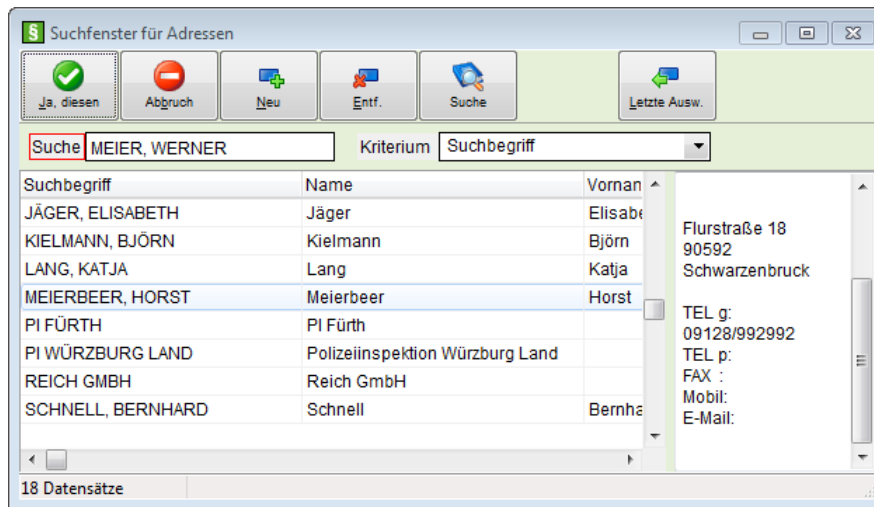 § Suchfenster für Adressen
Ja, diesen Abbruch Neu Entf. Suche Letzte Ausw.
Suche MEIER, WERNER Kriterium Suchbegriff
Suchbegriff Name Vornan
JÄGER, ELISABETH Jäger Elisabe
KIELMANN, BJÖRN Kielmann Björn
LANG, KATJA Lang Katja
MEIERBEER, HORST Meierbeer Horst
PI FÜRTH PI Fürth
PI WÜRZBURG LAND Polizeiinspektion Würzburg Land
REICH GMBH Reich GmbH
SCHNELL, BERNHARD Schnell Bernha
Flurstraße 18
90592
Schwarzenbruck
TEL g:
09128/992992
TEL p:
FAX :
Mobil:
E-Mail:
18 Datensätze